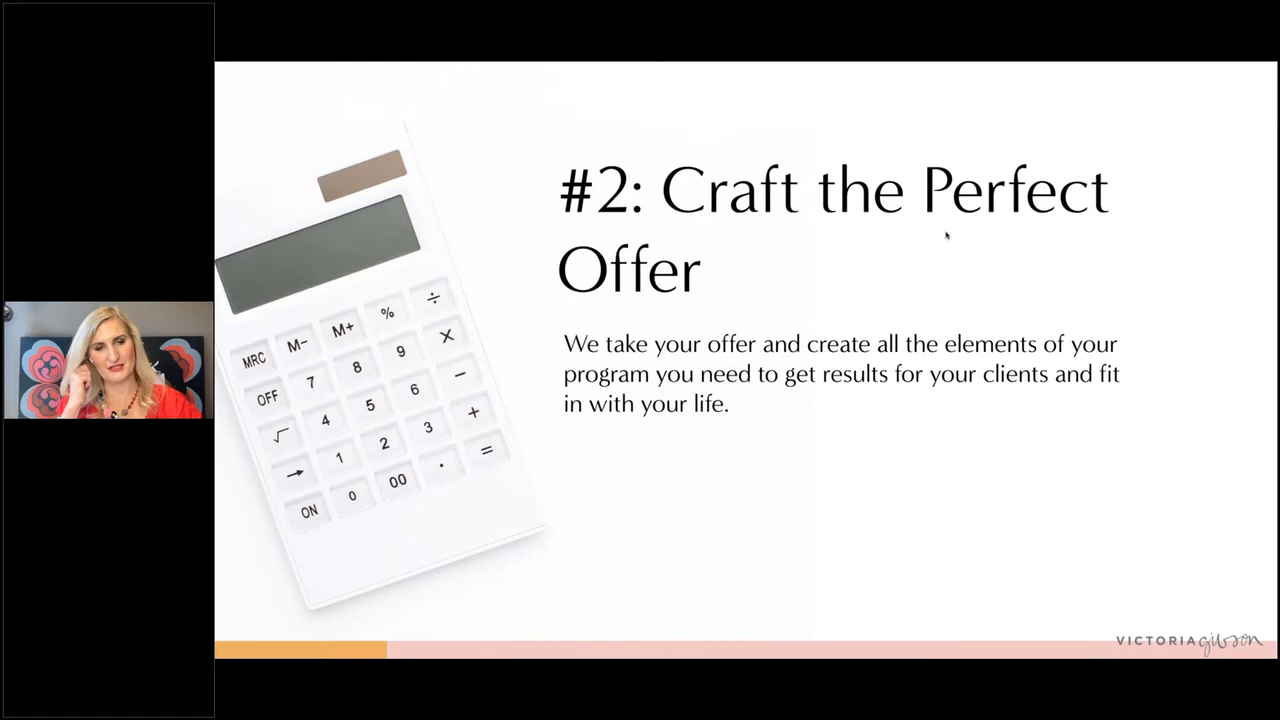 #2: Craft the Perfect
Offer
We take your offer and create all the elements of your
program you need to get results for your clients and fit
in with your life.
MRC M− M+ % ÷
OFF 7 8 9 X
√ 4 5 6 −
→ 1 2 3 +
ON 0 00 . =
VICTORIA gibson